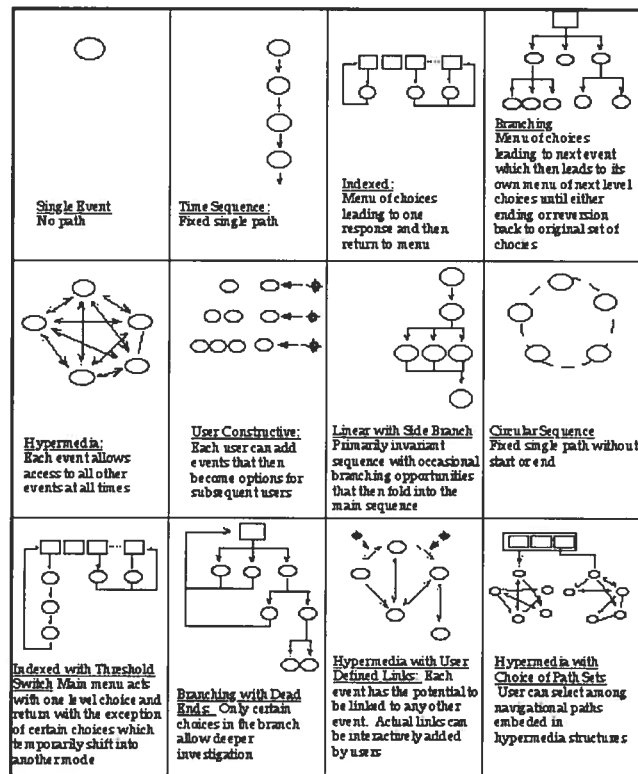 Single Event
No path
Time Sequence:
Fixed single path
Indexed:
Menu of choices
leading to one
response and then
return to menu
Branching
Menu of choices
leading to next event
which then leads to its
own menu of next level
choices until either
ending or reversion
back to original set of
chocies
Hypermedia:
Each event allows
access to all other
events at all times
User Constructive:
Each user can add
events that then
become options for
subsequent users
Linear with Side Branch
Primarily invariant
sequence with occasional
branching opportunities
that then fold into the
main sequence
Circular Sequence
Fixed single path without
start or end
Indexed with Threshold
Switch Main menu acts
with one level choice and
return with the exception
of certain choices which
temporarily shift into
another mode
Branching with Dead
Ends: Only certain
choices in the branch
allow deeper
investigation
Hypermedia with User
Defined Links: Each
event has the potential
to be linked to any other
event. Actual links can
be interactively added
by users
Hypermedia with
Choice of Path Sets
User can select among
navigational paths
embeded in
hypermedia structures